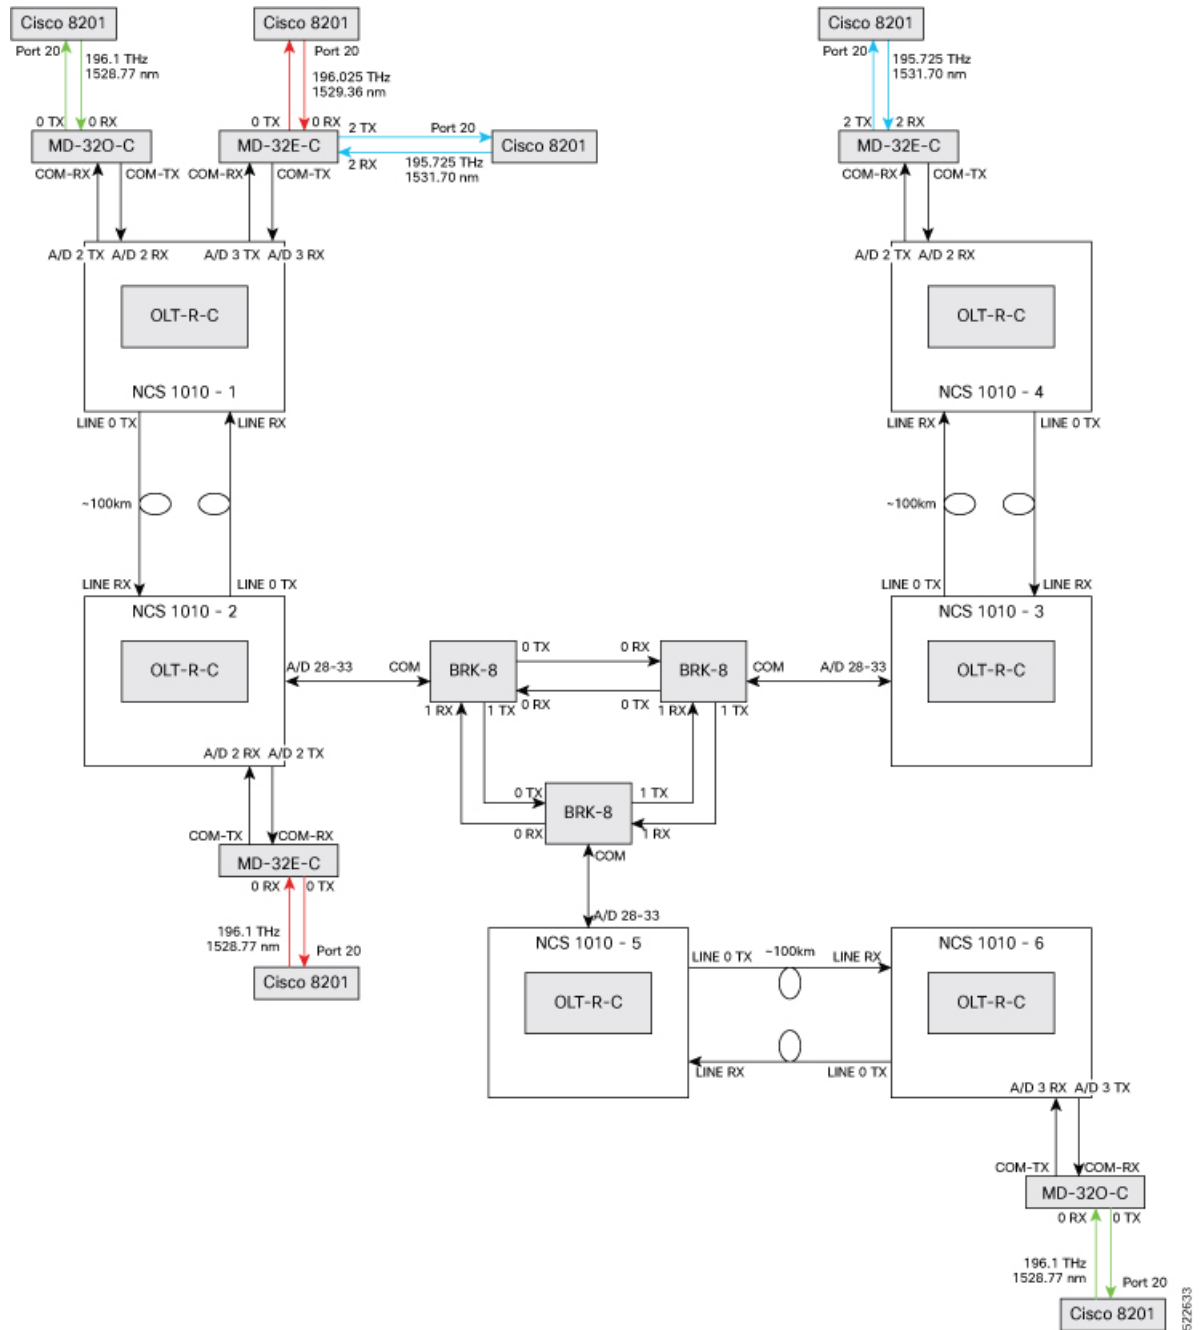 Cisco 8201
Cisco 8201
Cisco 8201
Port 20
196.1 THz
1528.77 nm
Port 20
196.025 THz
1529.36 nm
Port 20
195.725 THz
1531.70 nm
0 TX
0 RX
0 TX
0 RX
2 TX
Port 20
2 TX
2 RX
MD-32O-C
MD-32E-C
Cisco 8201
MD-32E-C
2 RX
195.725 THz
1531.70 nm
COM-RX
COM-TX
COM-RX
COM-TX
COM-RX
COM-TX
A/D 2 TX
A/D 2 RX
A/D 3 TX
A/D 3 RX
A/D 2 TX
A/D 2 RX
OLT-R-C
OLT-R-C
NCS 1010 - 1
NCS 1010 - 4
LINE 0 TX
LINE RX
LINE RX
LINE 0 TX
~100km
~100km
LINE RX
LINE 0 TX
LINE 0 TX
LINE RX
NCS 1010 - 2
NCS 1010 - 3
OLT-R-C
OLT-R-C
A/D 28-33
COM
BRK-8
0 TX
0 RX
BRK-8
COM
A/D 28-33
0 RX
0 TX
1 RX
1 TX
1 RX
1 TX
A/D 2 RX
A/D 2 TX
0 TX
BRK-8
1 TX
0 RX
1 RX
COM
COM-TX
COM-RX
MD-32E-C
0 RX
0 TX
196.1 THz
1528.77 nm
Port 20
Cisco 8201
A/D 28-33
NCS 1010 - 5
NCS 1010 - 6
LINE 0 TX
~100km
LINE RX
OLT-R-C
OLT-R-C
LINE RX
LINE 0 TX
A/D 3 RX
A/D 3 TX
COM-TX
COM-RX
MD-32O-C
0 RX
0 TX
196.1 THz
1528.77 nm
Port 20
Cisco 8201
522633